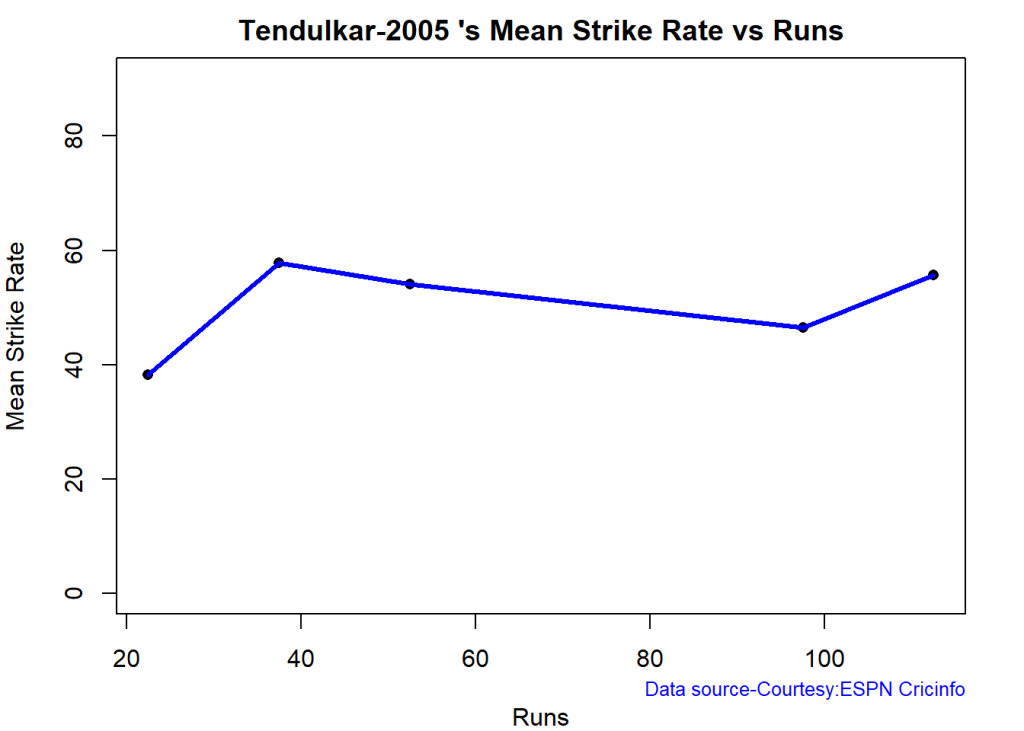 Tendulkar-2005 's Mean Strike Rate vs Runs
Mean Strike Rate
80
60
40
20
0
20 40 60 80 100
Data source-Courtesy:ESPN Cricinfo
Runs